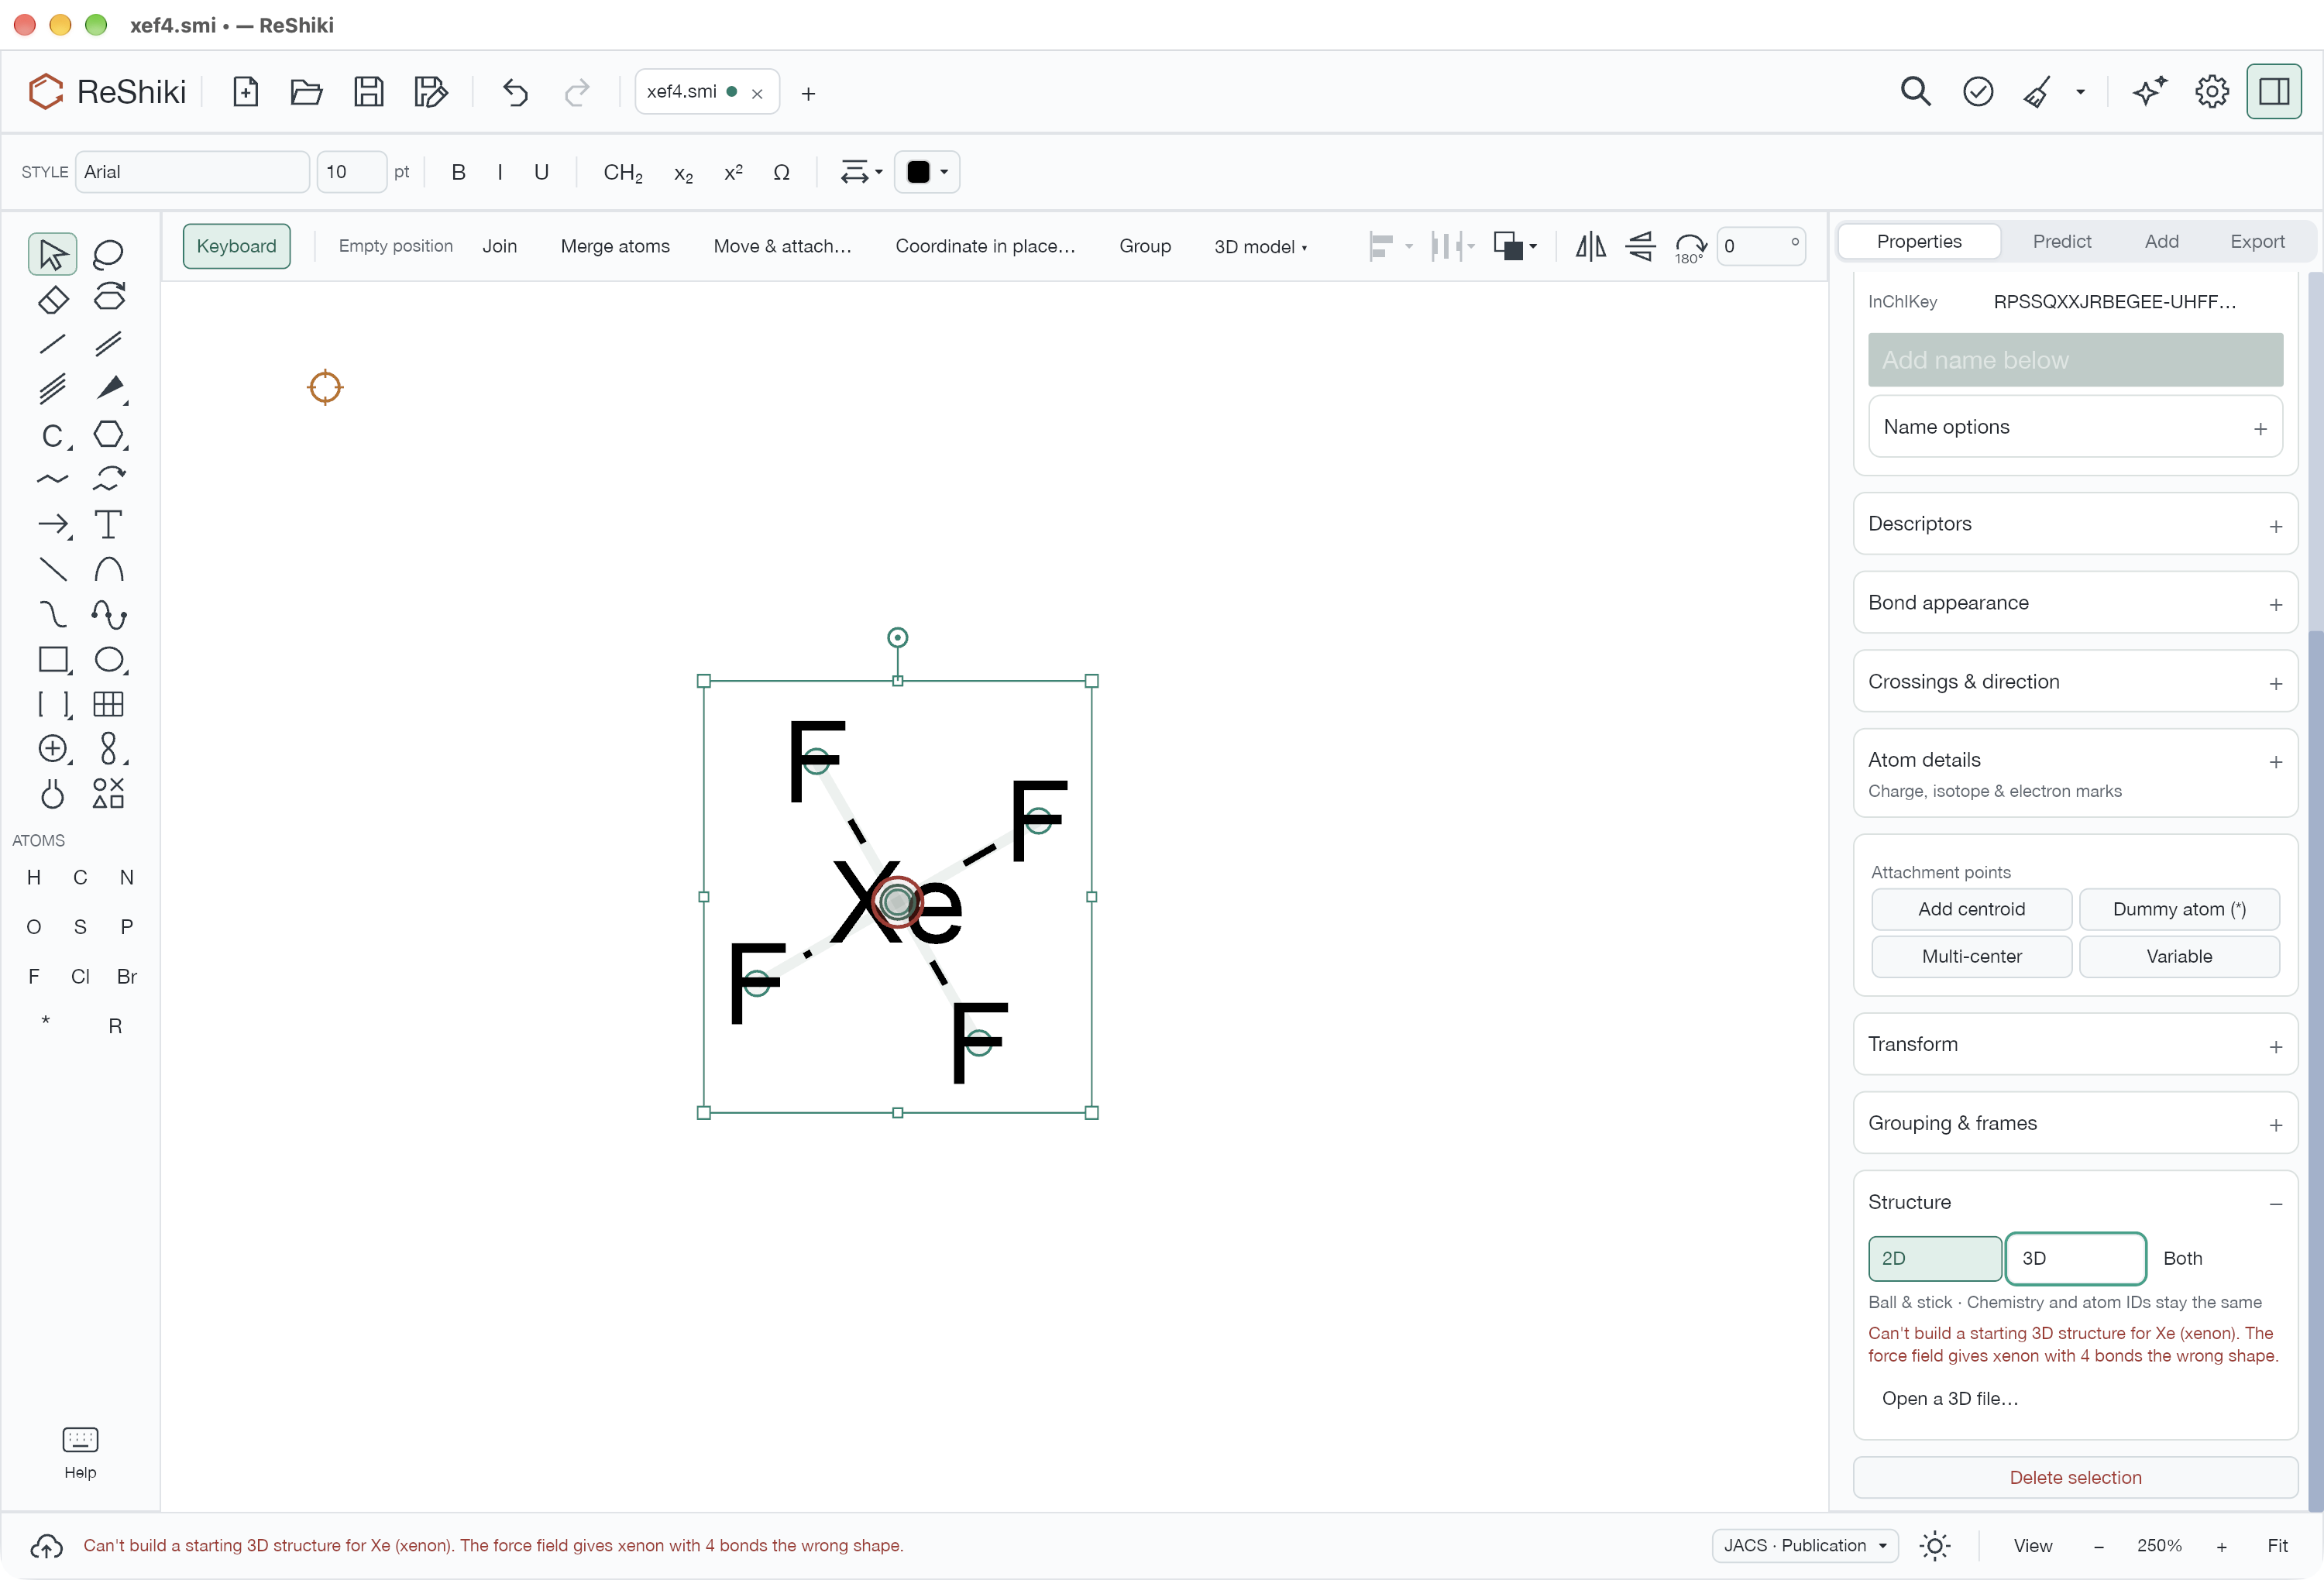 xef4.smi • — ReShiki
ReShiki
xef4.smi
STYLE
Arial
10
pt
B
I
U
CH₂
x₂
x²
Ω
Keyboard
Empty position
Join
Merge atoms
Move & attach...
Coordinate in place...
Group
3D model
180°
0
°
Properties
Predict
Add
Export
C
T
ATOMS
H C N
O S P
F Cl Br
* R
Help
F
F
Xe
F
F
InChIKey
RPSSQXXJRBEGEE-UHFF...
Add name below
Name options
Descriptors
Bond appearance
Crossings & direction
Atom details
Charge, isotope & electron marks
Attachment points
Add centroid
Dummy atom (*)
Multi-center
Variable
Transform
Grouping & frames
Structure
2D
3D
Both
Ball & stick · Chemistry and atom IDs stay the same
Can't build a starting 3D structure for Xe (xenon). The
force field gives xenon with 4 bonds the wrong shape.
Open a 3D file...
Delete selection
Can't build a starting 3D structure for Xe (xenon). The force field gives xenon with 4 bonds the wrong shape.
JACS · Publication
View
−
250%
+
Fit